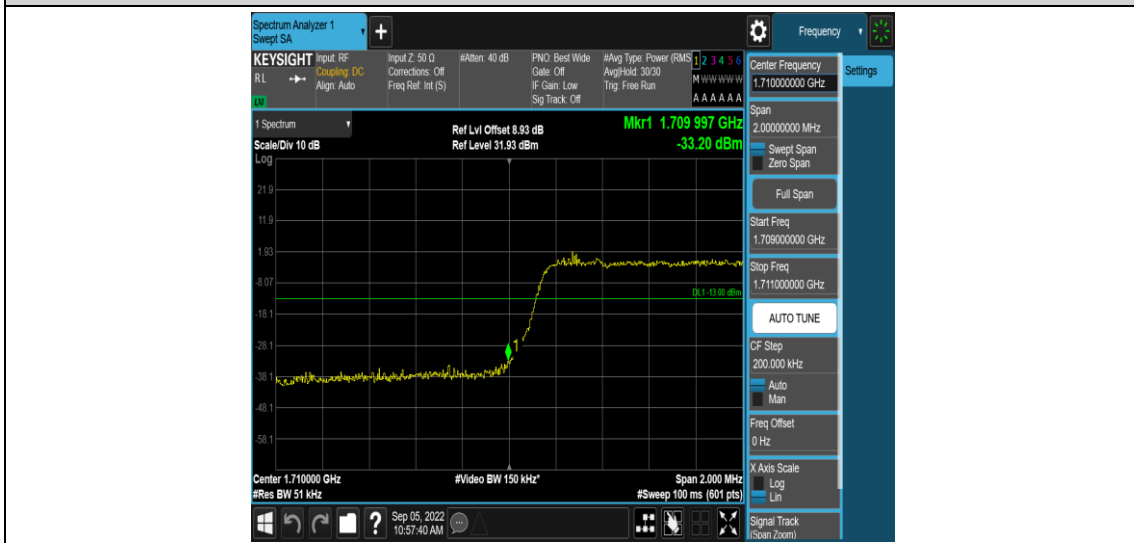 Spectrum Analyzer 1
Swept SA
+
Frequency
KEYSIGHT
RL
LXI
Input: RF
Coupling: DC
Align: Auto
Input Z: 50 Ω
Corrections: Off
Freq Ref: Int (S)
#Atten: 40 dB
PNO: Best Wide
Gate: Off
IF Gain: Low
Sig Track: Off
#Avg Type: Power (RMS
Avg|Hold: 30/30
Trig: Free Run
1 2 3 4 5 6
M W W W W W
A A A A A A
1 Spectrum
Scale/Div 10 dB
Ref Lvl Offset 8.93 dB
Ref Level 31.93 dBm
Mkr1 1.709 997 GHz
-33.20 dBm
Log
21.9
11.9
1.93
-8.07
-18.1
-28.1
-38.1
-48.1
-58.1
DL1 -13.00 dBm
1
Center 1.710000 GHz
#Res BW 51 kHz
#Video BW 150 kHz*
Span 2.000 MHz
#Sweep 100 ms (601 pts)
Center Frequency
1.710000000 GHz
Settings
Span
2.00000000 MHz
Swept Span
Zero Span
Full Span
Start Freq
1.709000000 GHz
Stop Freq
1.711000000 GHz
AUTO TUNE
CF Step
200.000 kHz
Auto
Man
Freq Offset
0 Hz
X Axis Scale
Log
Lin
Signal Track
(Span Zoom)
?
Sep 05, 2022
10:57:40 AM